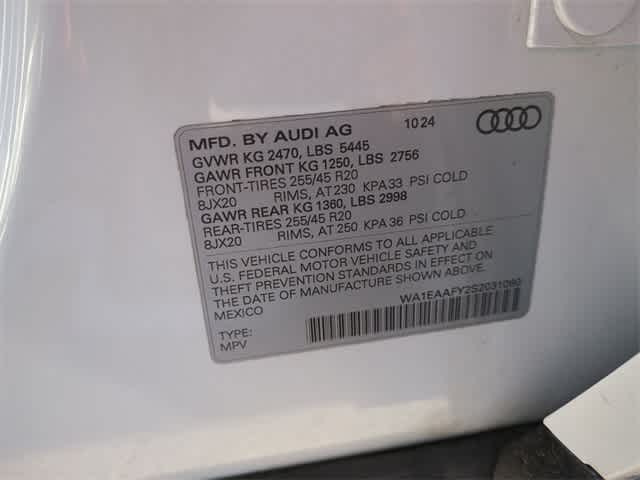 MFD. BY AUDI AG 10 24
GVWR KG 2470, LBS 5445
GAWR FRONT KG 1250, LBS 2756
FRONT-TIRES 255/45 R20
8JX20 RIMS, AT 230 KPA 33 PSI COLD
GAWR REAR KG 1360, LBS 2998
REAR-TIRES 255/45 R20
8JX20 RIMS, AT 250 KPA 36 PSI COLD
THIS VEHICLE CONFORMS TO ALL APPLICABLE
U.S. FEDERAL MOTOR VEHICLE SAFETY AND
THEFT PREVENTION STANDARDS IN EFFECT ON
THE DATE OF MANUFACTURE SHOWN ABOVE.
MEXICO
WA1EAAFY2S2031093
TYPE:
MPV